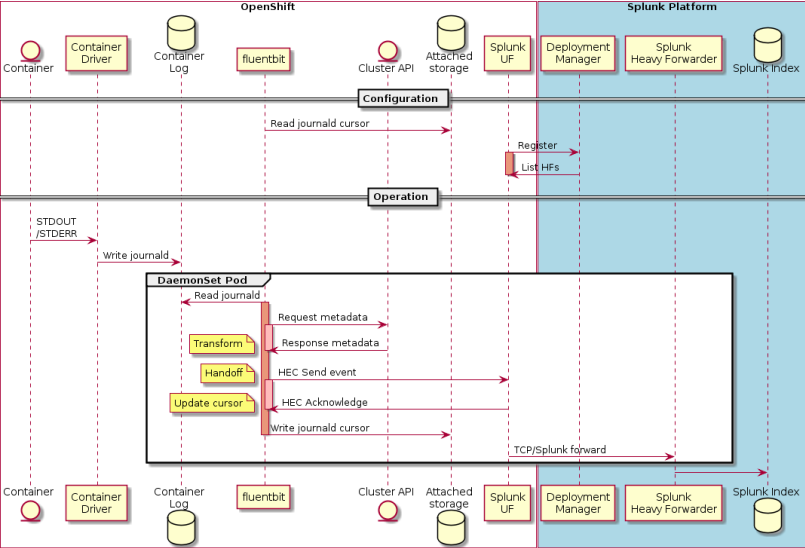 OpenShift
Splunk Platform
Container
Container
Driver
Container
Log
fluentbit
Cluster API
Attached
storage
Splunk
UF
Deployment
Manager
Splunk
Heavy Forwarder
Splunk Index
Configuration
Read journald cursor
Register
List HFs
Operation
STDOUT
/STDERR
Write journald
DaemonSet Pod
Read journald
Request metadata
Transform
Response metadata
Handoff
HEC Send event
Update cursor
HEC Acknowledge
Write journald cursor
TCP/Splunk forward
Container
Container
Driver
Container
Log
fluentbit
Cluster API
Attached
storage
Splunk
UF
Deployment
Manager
Splunk
Heavy Forwarder
Splunk Index